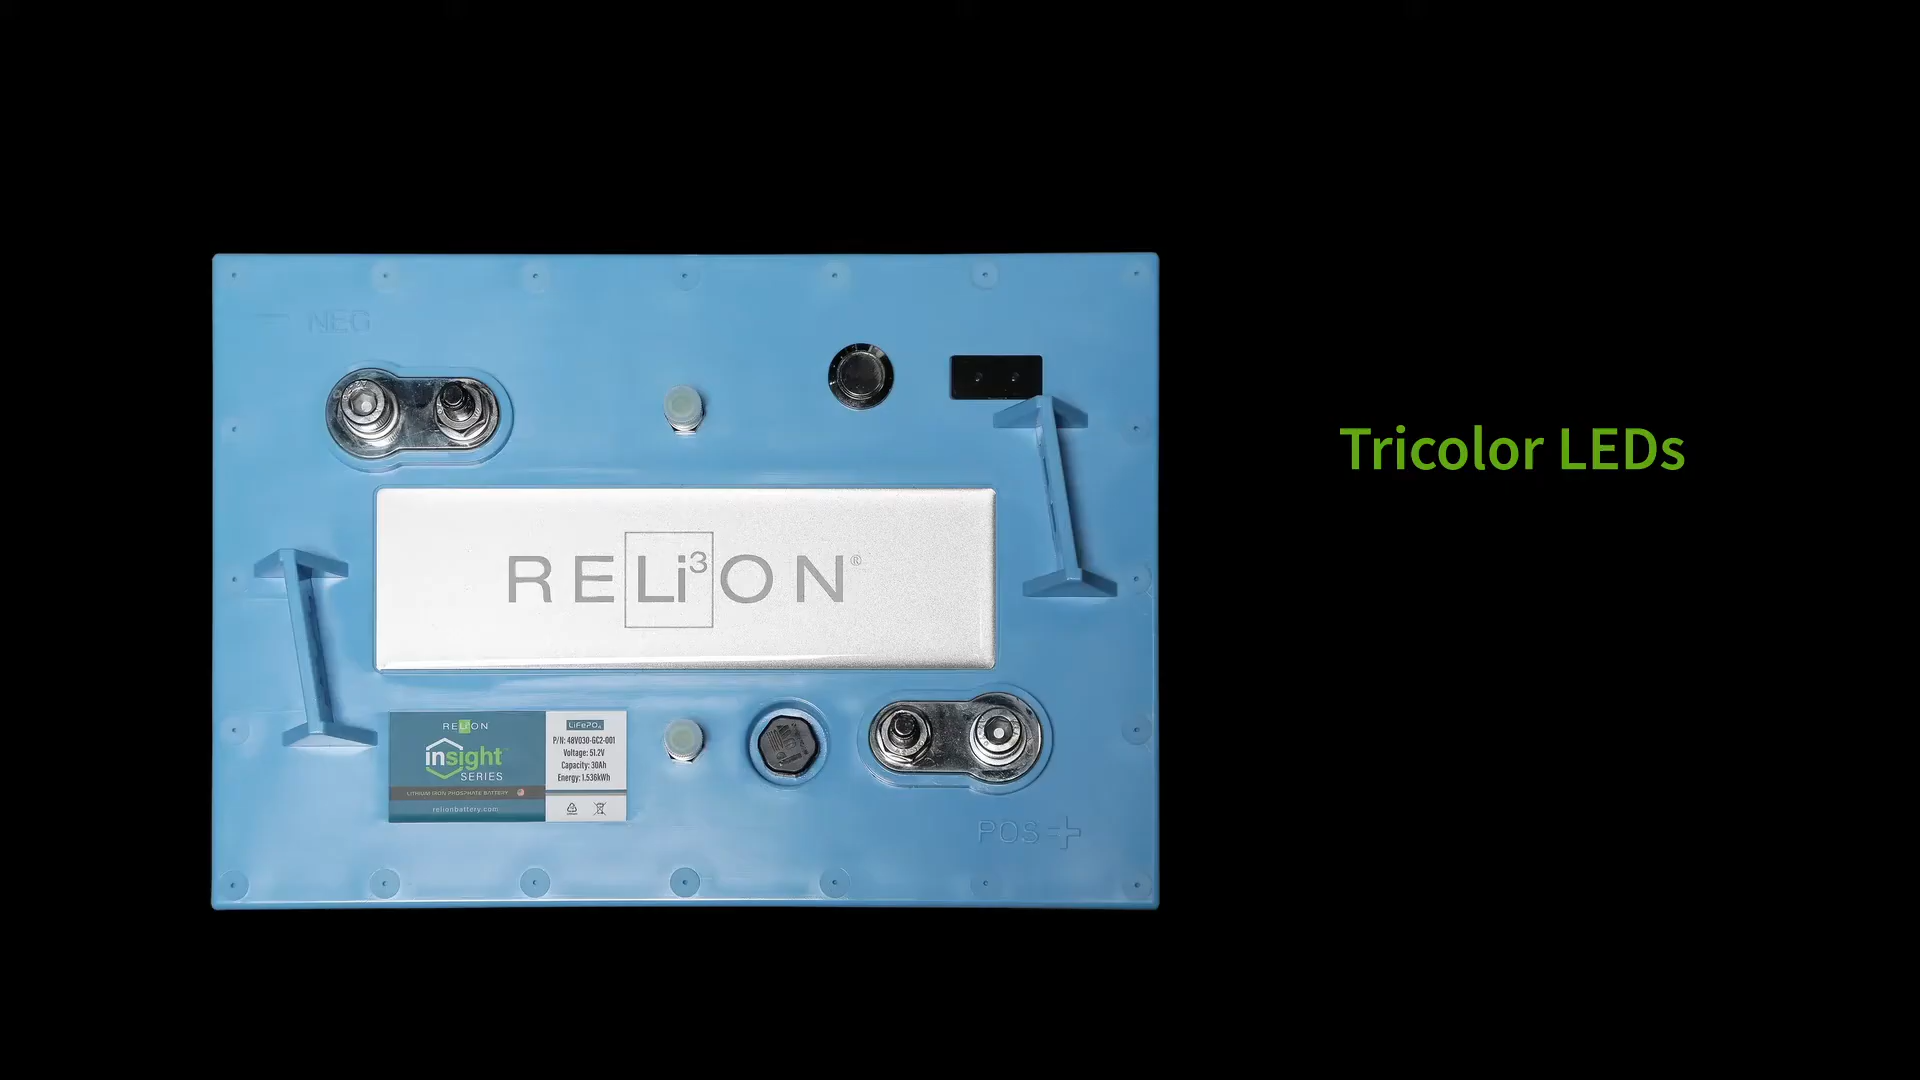 NEG
Tricolor LEDs
RELi³ON®
RELiON
LiFePO₄
P/N: 48V030-GC2-001
Voltage: 51.2V
Capacity: 30Ah
Energy: 1.536kWh
insight™
SERIES
LITHIUM IRON PHOSPHATE BATTERY
relionbattery.com
POS +